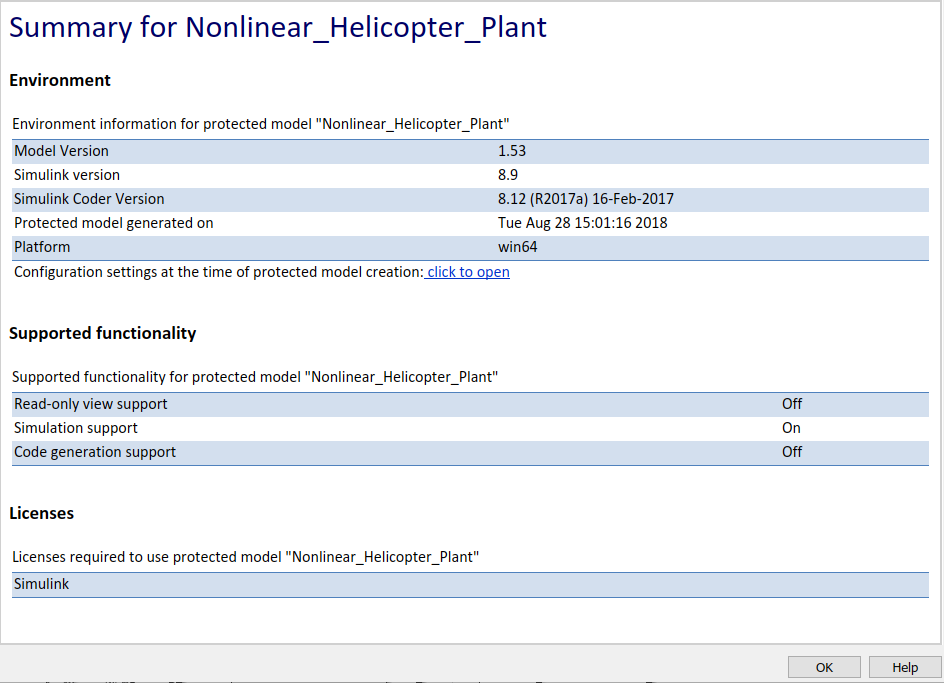 Summary for Nonlinear_Helicopter_Plant
Environment
Environment information for protected model "Nonlinear_Helicopter_Plant"
Model Version 1.53
Simulink version 8.9
Simulink Coder Version 8.12 (R2017a) 16-Feb-2017
Protected model generated on Tue Aug 28 15:01:16 2018
Platform win64
Configuration settings at the time of protected model creation: click to open
Supported functionality
Supported functionality for protected model "Nonlinear_Helicopter_Plant"
Read-only view support Off
Simulation support On
Code generation support Off
Licenses
Licenses required to use protected model "Nonlinear_Helicopter_Plant"
Simulink
OK Help